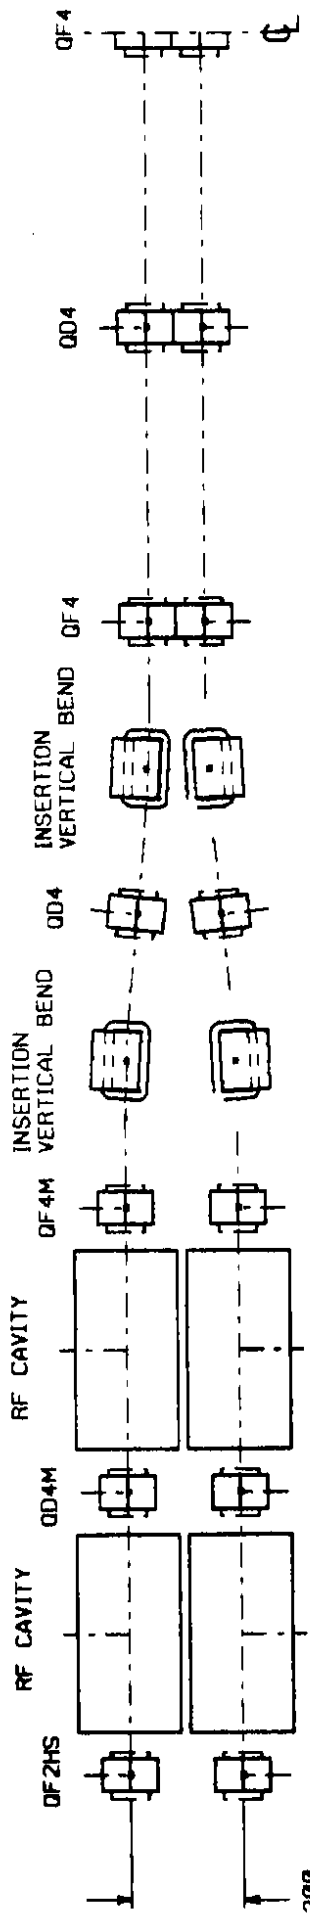 QF2HS
RF CAVITY
QD4M
RF CAVITY
QF4M
INSERTION
VERTICAL BEND
QD4
INSERTION
VERTICAL BEND
QF4
QD4
QF4